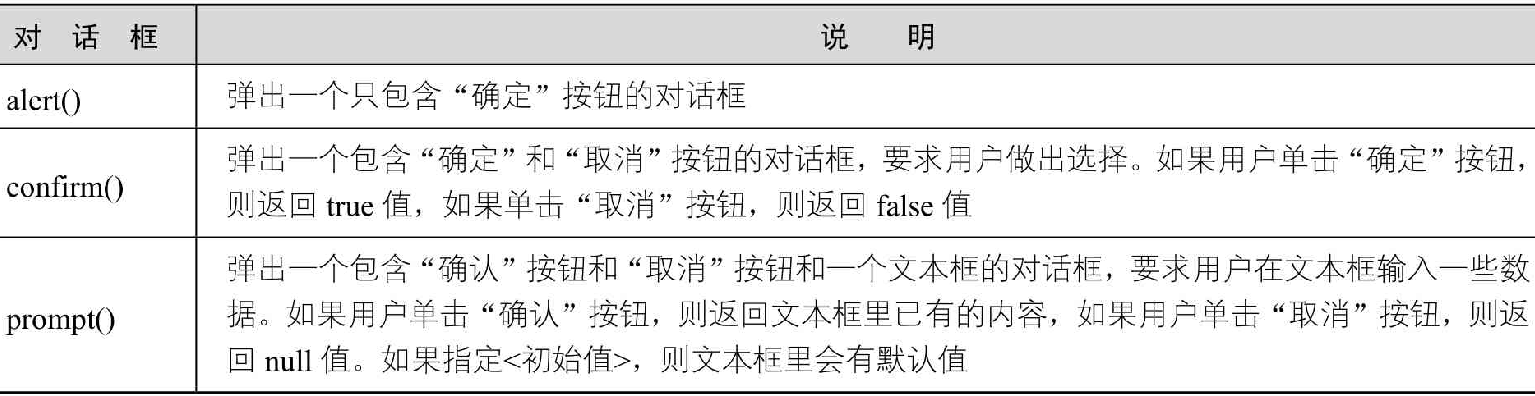 对 话 框 说 明
alert() 弹出一个只包含“确定”按钮的对话框
confirm() 弹出一个包含“确定”和“取消”按钮的对话框，要求用户做出选择。如果用户单击“确定”按钮，
则返回 true 值，如果单击“取消”按钮，则返回 false 值
prompt() 弹出一个包含“确认”按钮和“取消”按钮和一个文本框的对话框，要求用户在文本框输入一些数
据。如果用户单击“确认”按钮，则返回文本框里已有的内容，如果用户单击“取消”按钮，则返
回 null 值。如果指定<初始值>，则文本框里会有默认值